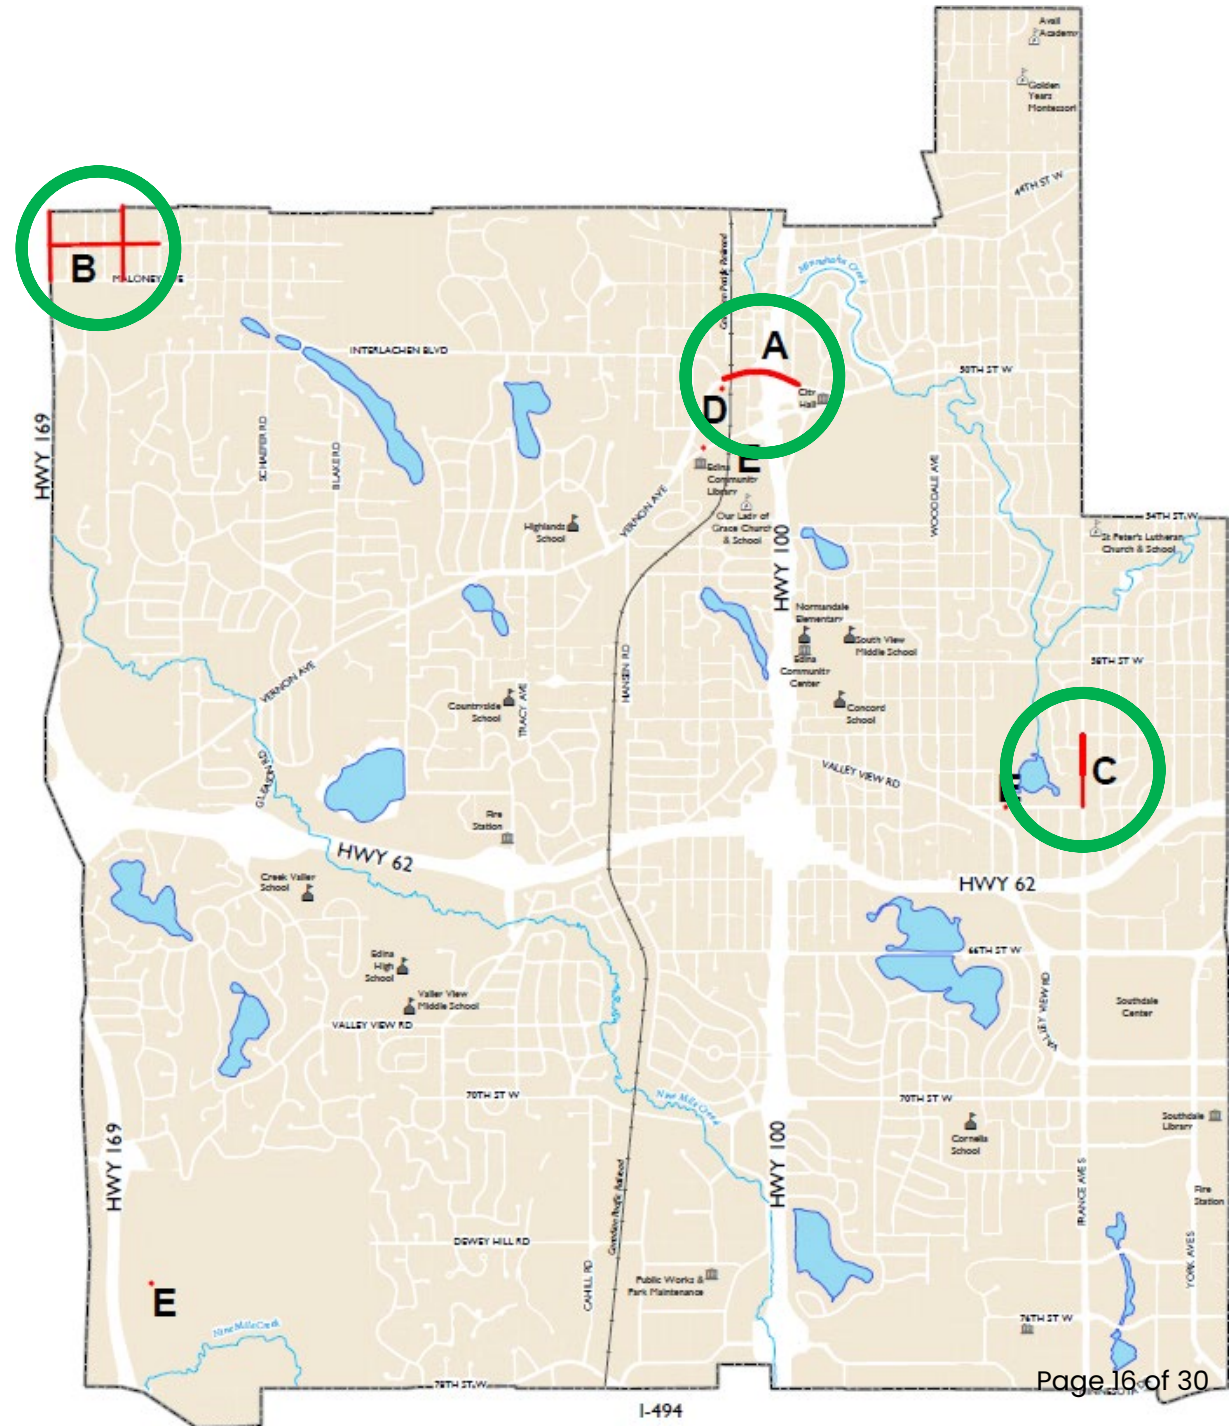 Avail
Academy
Golden
Years
Montessori
44TH ST W
B
MALONEY AVE
Canadian Pacific Railroad
Minnehaha Creek
A
INTERLACHEN BLVD
50TH ST W
City
Hall
D
HWY 169
SCHAEFER RD
BLAKE RD
E
Edina
Community
Library
WOODDALE AVE
VERNON AVE
Our Lady of
Grace Church
& School
Highlands
School
54TH ST W
St Peter's Lutheran
Church & School
HWY 100
Normandale
Elementary
South View
Middle School
Edina
Community
Center
58TH ST W
HANSEN RD
VERNON AVE
TRACY AVE
Countryside
School
Concord
School
GLEASON RD
VALLEY VIEW RD
C
E
Fire
Station
HWY 62
HWY 62
Creek Valley
School
66TH ST W
Edina
High
School
Valley View
Middle School
VALLEY VIEW RD
VALLEY VIEW RD
Southdale
Center
70TH ST W
Nine Mile Creek
70TH ST W
Cornelia
School
Southdale
Library
HWY 169
HWY 100
FRANCE AVE S
Fire
Station
Canadian Pacific Railroad
DEWEY HILL RD
CAHILL RD
YORK AVE S
Public Works &
Park Maintenance
E
Nine Mile Creek
76TH ST W
78TH ST W
Page 16 of 30
I-494